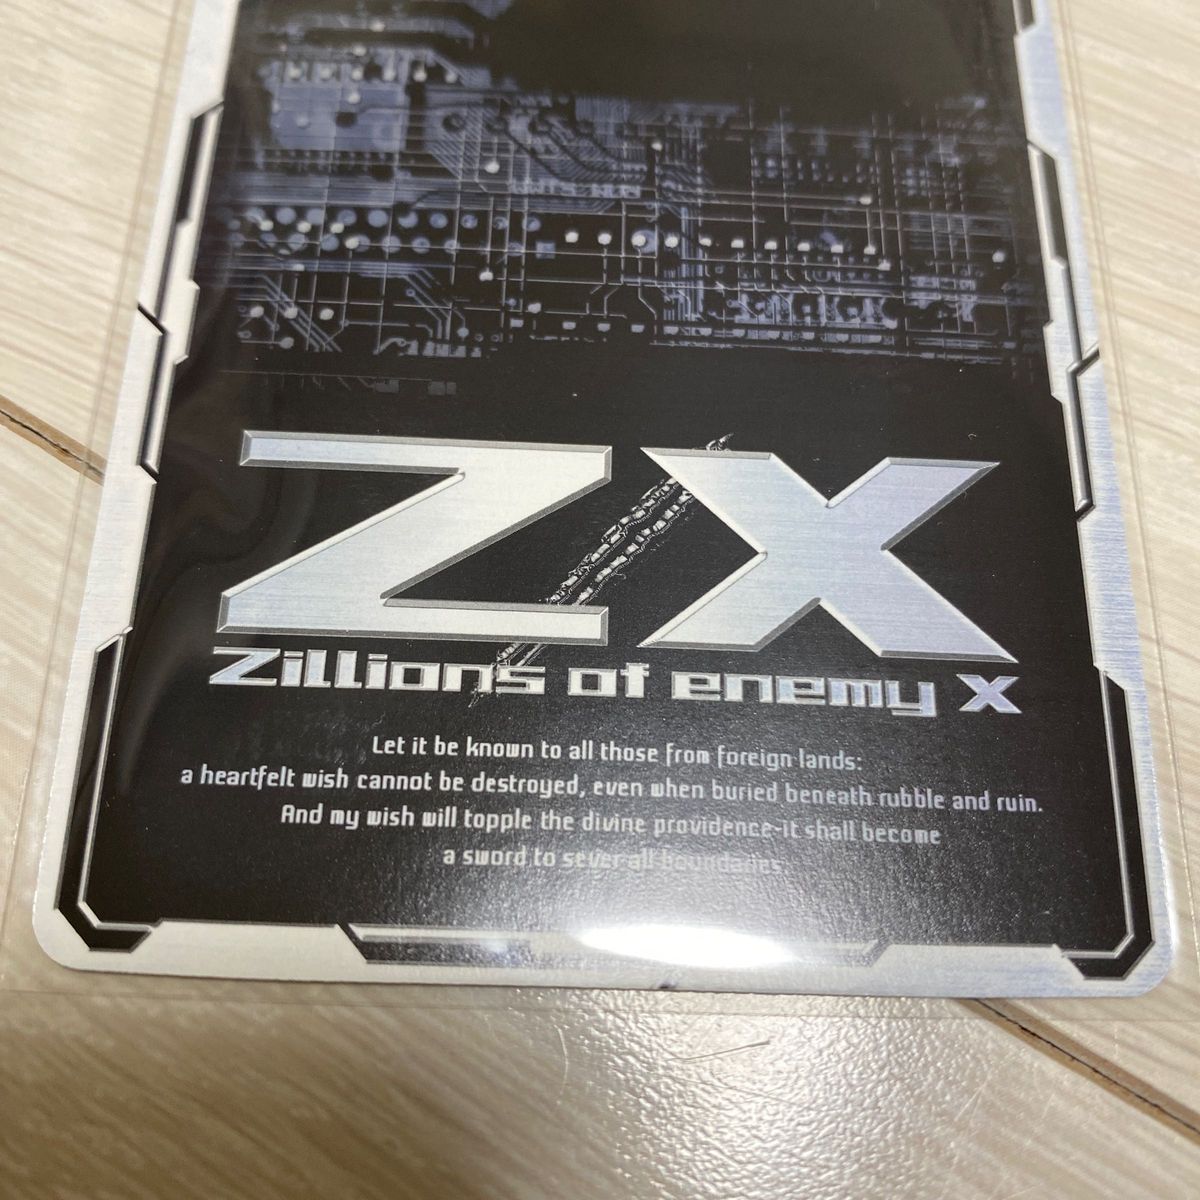 ZX
Zillions of enemy X
Let it be known to all those from foreign lands:
a heartfelt wish cannot be destroyed, even when buried beneath rubble and ruin.
And my wish will topple the divine providence-it shall become
a sword to sever all boundaries